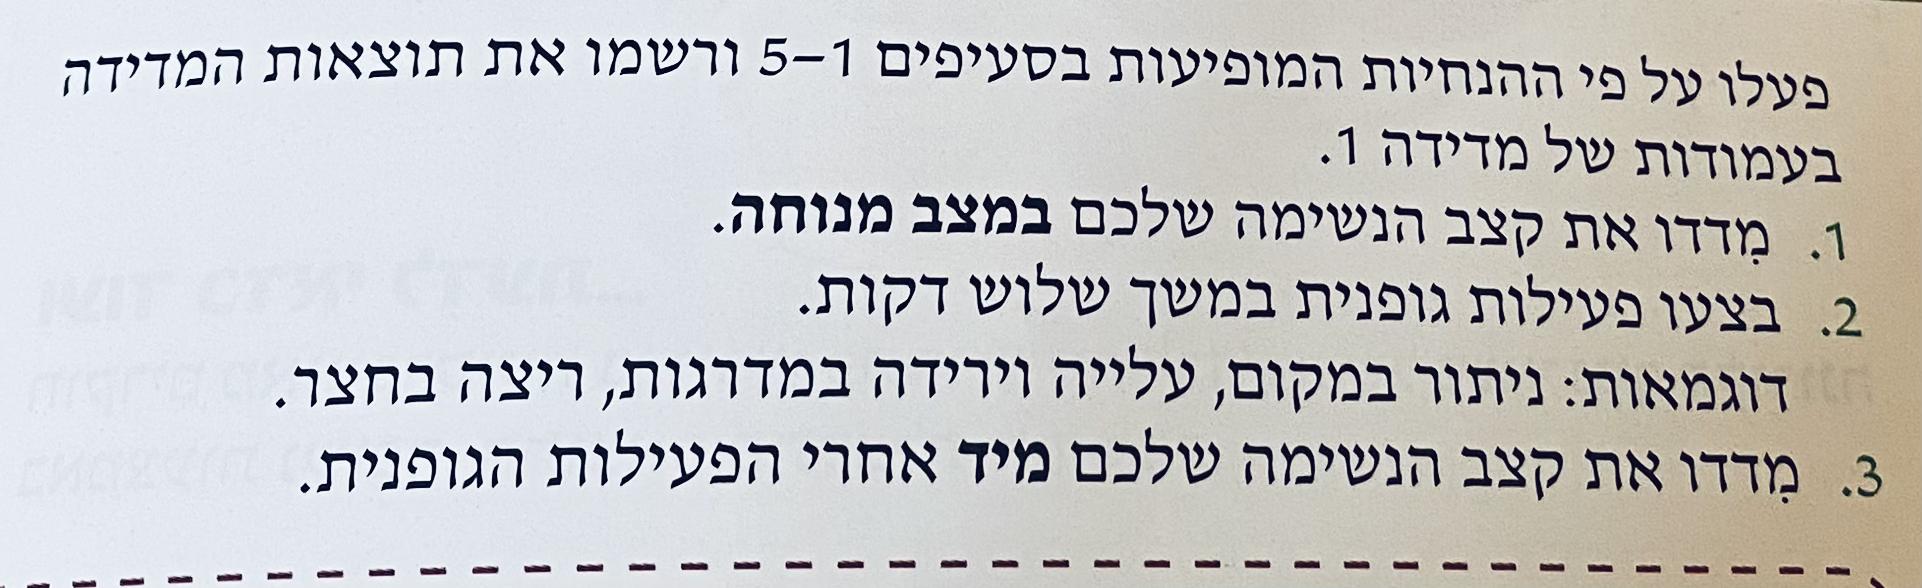 פעלו על פי ההנחיות המופיעות בסעיפים 1–5 ורשמו את תוצאות המדידה
בעמודות של מדידה 1.
1. מִדדו את קצב הנשימה שלכם במצב מנוחה.
2. בצעו פעילות גופנית במשך שלוש דקות.
דוגמאות: ניתור במקום, עלייה וירידה במדרגות, ריצה בחצר.
3. מִדדו את קצב הנשימה שלכם מיד אחרי הפעילות הגופנית.